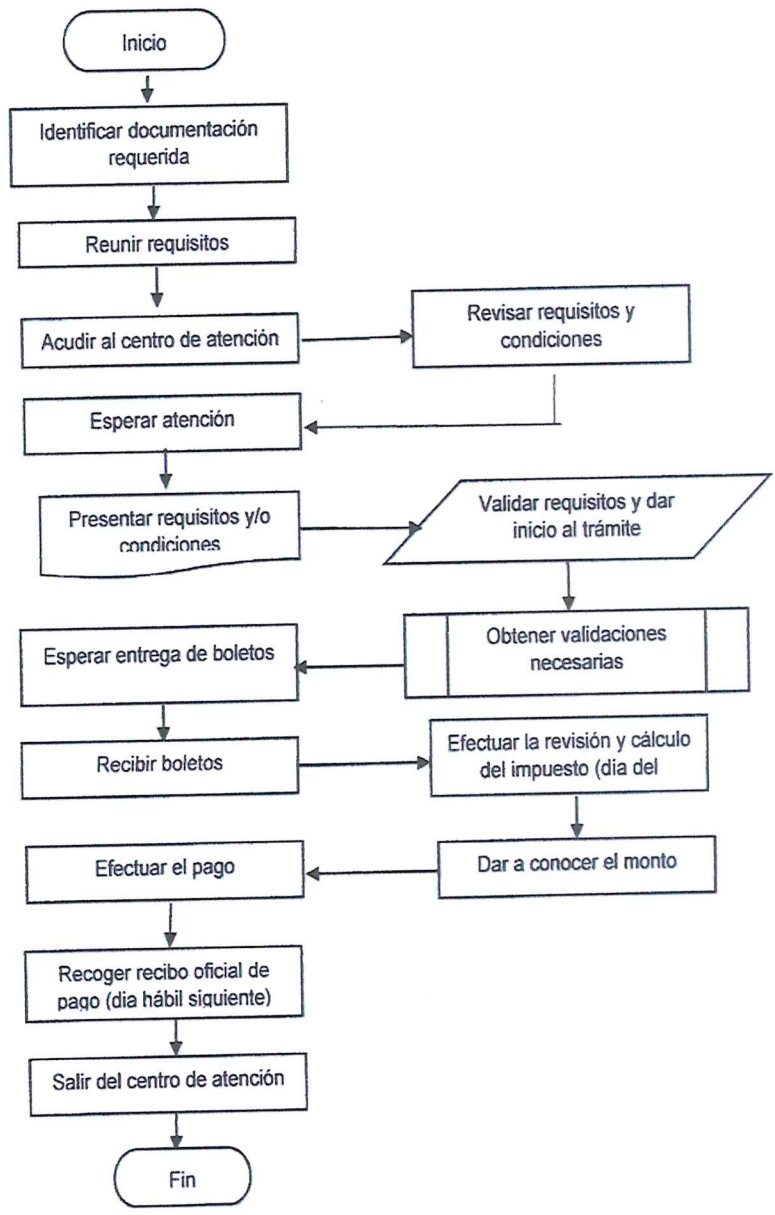 Inicio
Identificar documentación
requerida
Reunir requisitos
Acudir al centro de atención
Revisar requisitos y
condiciones
Esperar atención
Presentar requisitos y/o
condiciones
Validar requisitos y dar
inicio al trámite
Obtener validaciones
necesarias
Esperar entrega de boletos
Recibir boletos
Efectuar la revisión y cálculo
del impuesto (dia del
Dar a conocer el monto
Efectuar el pago
Recoger recibo oficial de
pago (dia hábil siguiente)
Salir del centro de atención
Fin